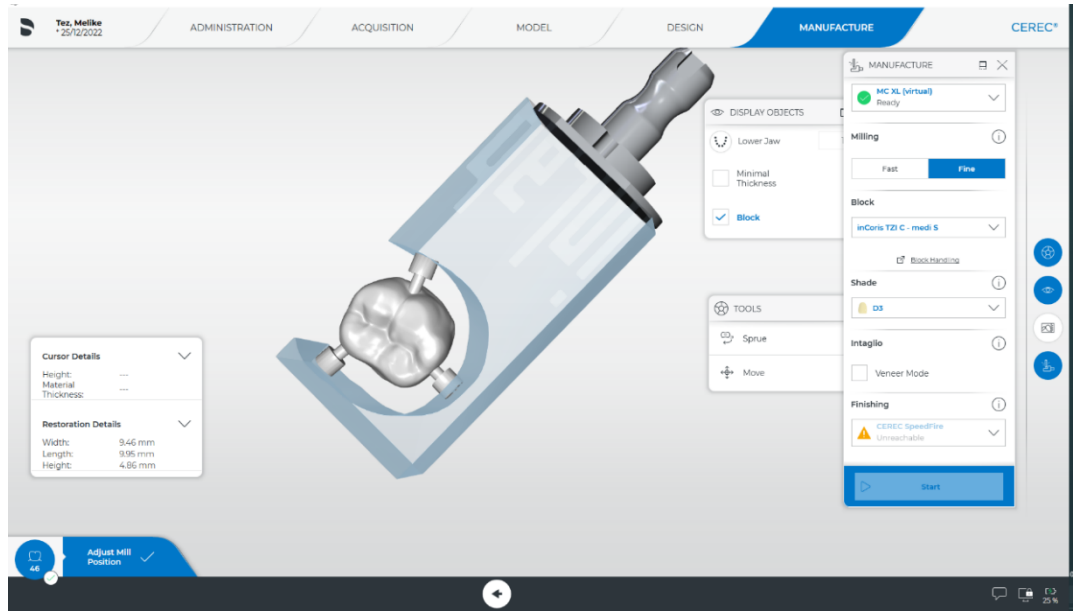 Tez, Melike
* 25/12/2022
ADMINISTRATION
ACQUISITION
MODEL
DESIGN
MANUFACTURE
CEREC®
DISPLAY OBJECTS
Lower Jaw
Minimal
Thickness
Block
TOOLS
Sprue
Move
MANUFACTURE
MC XL (virtual)
Ready
Milling
Fast
Fine
Block
inCoris TZI C - medi S
Block Handling
Shade
D3
Intaglio
Veneer Mode
Finishing
CEREC SpeedFire
Unreachable
Start
Cursor Details
Height: ---
Material
Thickness: ---
Restoration Details
Width: 9.46 mm
Length: 9.95 mm
Height: 4.86 mm
46
Adjust Mill
Position
25 %